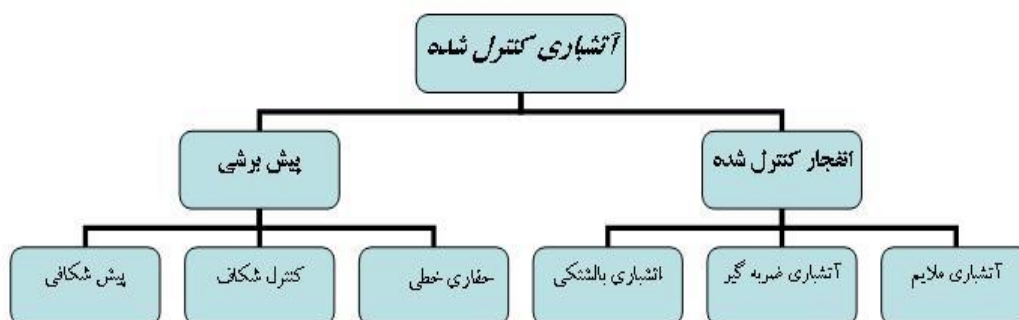 آتشباری کنترل شده
انفجار کنترل شده
پیش برشی
آتشباری ملایم
آتشباری ضربه گیر
اتشباری بالشتکی
حفاری خطی
کنترل شکاف
پیش شکافی